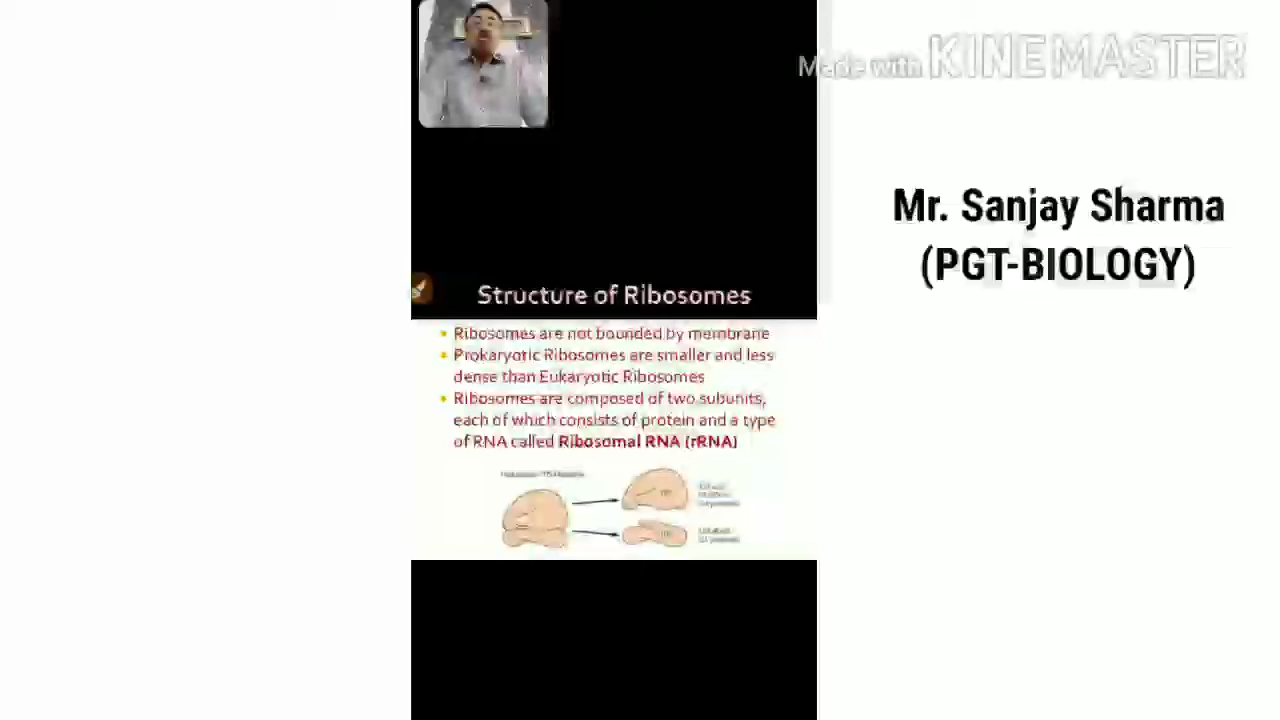 Made with KINEMASTER
Mr. Sanjay Sharma
(PGT-BIOLOGY)
Structure of Ribosomes
Ribosomes are not bounded by membrane
Prokaryotic Ribosomes are smaller and less
dense than Eukaryotic Ribosomes
Ribosomes are composed of two subunits,
each of which consists of protein and a type
of RNA called Ribosomal RNA (rRNA)